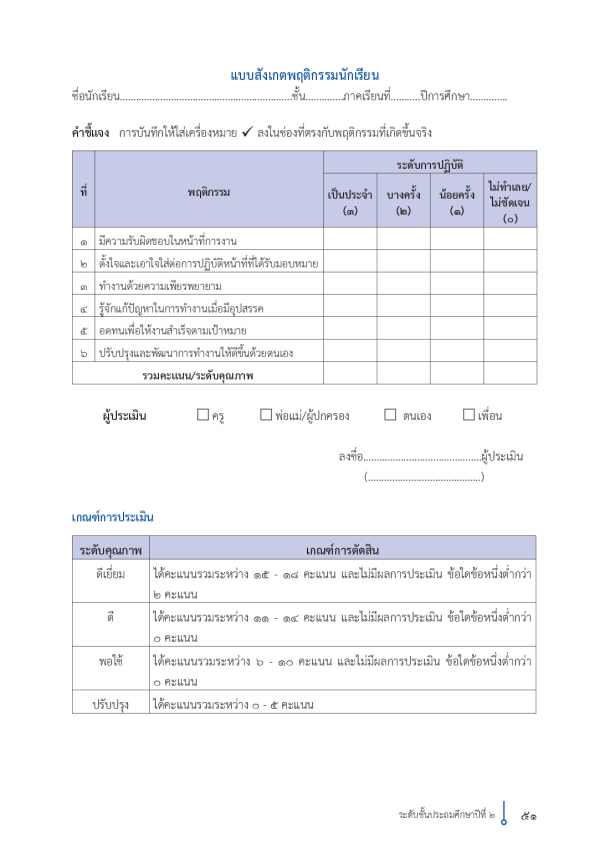 แบบสังเกตพฤติกรรมนักเรียน
ชื่อนักเรียน................................................................ชั้น..............ภาคเรียนที่...........ปีการศึกษา..............
คำชี้แจง การบันทึกให้ใส่เครื่องหมาย ✓ ลงในช่องที่ตรงกับพฤติกรรมที่เกิดขึ้นจริง
ระดับการปฏิบัติ
ที่ พฤติกรรม เป็นประจำ บางครั้ง น้อยครั้ง ไม่ทำเลย/
ไม่ชัดเจน
(๓) (๒) (๑) (๐)
๑ มีความรับผิดชอบในหน้าที่การงาน
๒ ตั้งใจและเอาใจใส่ต่อการปฏิบัติหน้าที่ที่ได้รับมอบหมาย
๓ ทำงานด้วยความเพียรพยายาม
๔ รู้จักแก้ปัญหาในการทำงานเมื่อมีอุปสรรค
๕ อดทนเพื่อให้งานสำเร็จตามเป้าหมาย
๖ ปรับปรุงและพัฒนาการทำงานให้ดีขึ้นด้วยตนเอง
รวมคะแนน/ระดับคุณภาพ
ผู้ประเมิน ☐ ครู ☐ พ่อแม่/ผู้ปกครอง ☐ ตนเอง ☐ เพื่อน
ลงชื่อ............................................ผู้ประเมิน
(..........................................)
เกณฑ์การประเมิน
ระดับคุณภาพ เกณฑ์การตัดสิน
ดีเยี่ยม ได้คะแนนรวมระหว่าง ๑๕ - ๑๘ คะแนน และไม่มีผลการประเมิน ข้อใดข้อหนึ่งต่ำกว่า
๒ คะแนน
ดี ได้คะแนนรวมระหว่าง ๑๑ - ๑๔ คะแนน และไม่มีผลการประเมิน ข้อใดข้อหนึ่งต่ำกว่า
๐ คะแนน
พอใช้ ได้คะแนนรวมระหว่าง ๖ - ๑๐ คะแนน และไม่มีผลการประเมิน ข้อใดข้อหนึ่งต่ำกว่า
๐ คะแนน
ปรับปรุง ได้คะแนนรวมระหว่าง ๐ - ๕ คะแนน
ระดับชั้นประถมศึกษาปีที่ ๒ ๕๑